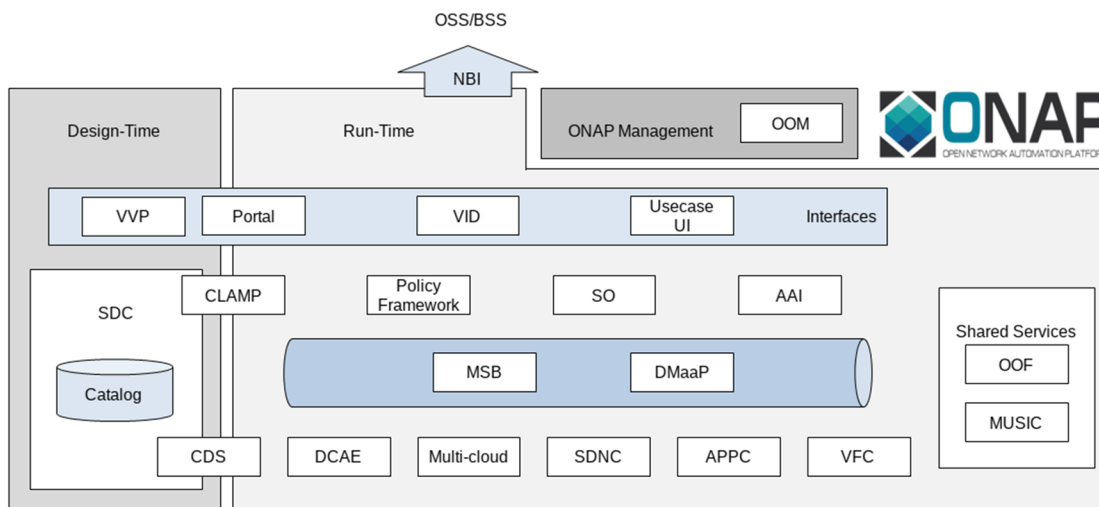 OSS/BSS
NBI
Design-Time
Run-Time
ONAP Management
OOM
ONAP
OPEN NETWORK AUTOMATION PLATFORM
VVP
Portal
VID
Usecase
UI
Interfaces
SDC
CLAMP
Policy
Framework
SO
AAI
Shared Services
OOF
MUSIC
Catalog
MSB
DMaaP
CDS
DCAE
Multi-cloud
SDNC
APPC
VFC